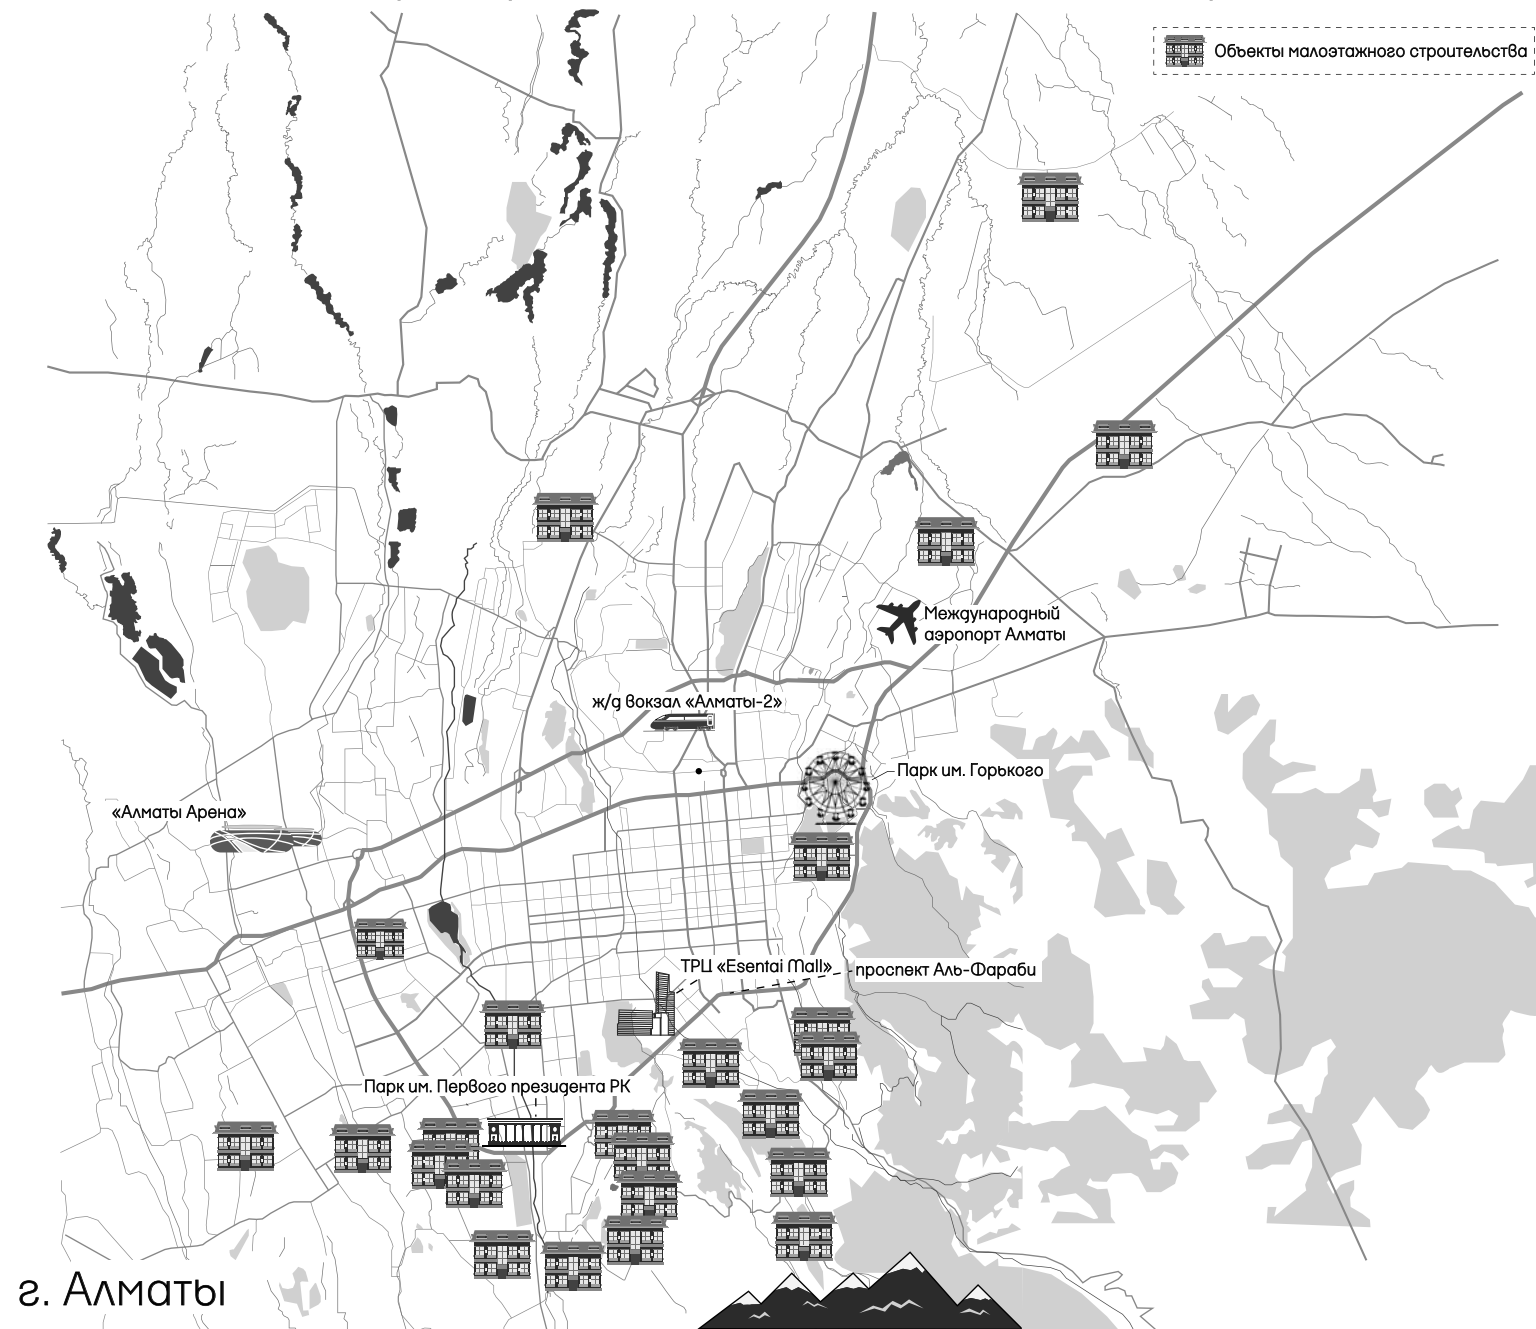 Объекты малоэтажного строительства
Международный
аэропорт Алматы
ж/д вокзал «Алматы-2»
Парк им. Горького
«Алматы Арена»
ТРЦ «Esentai Mall»
проспект Аль-Фараби
Парк им. Первого президента РК
г. Алматы